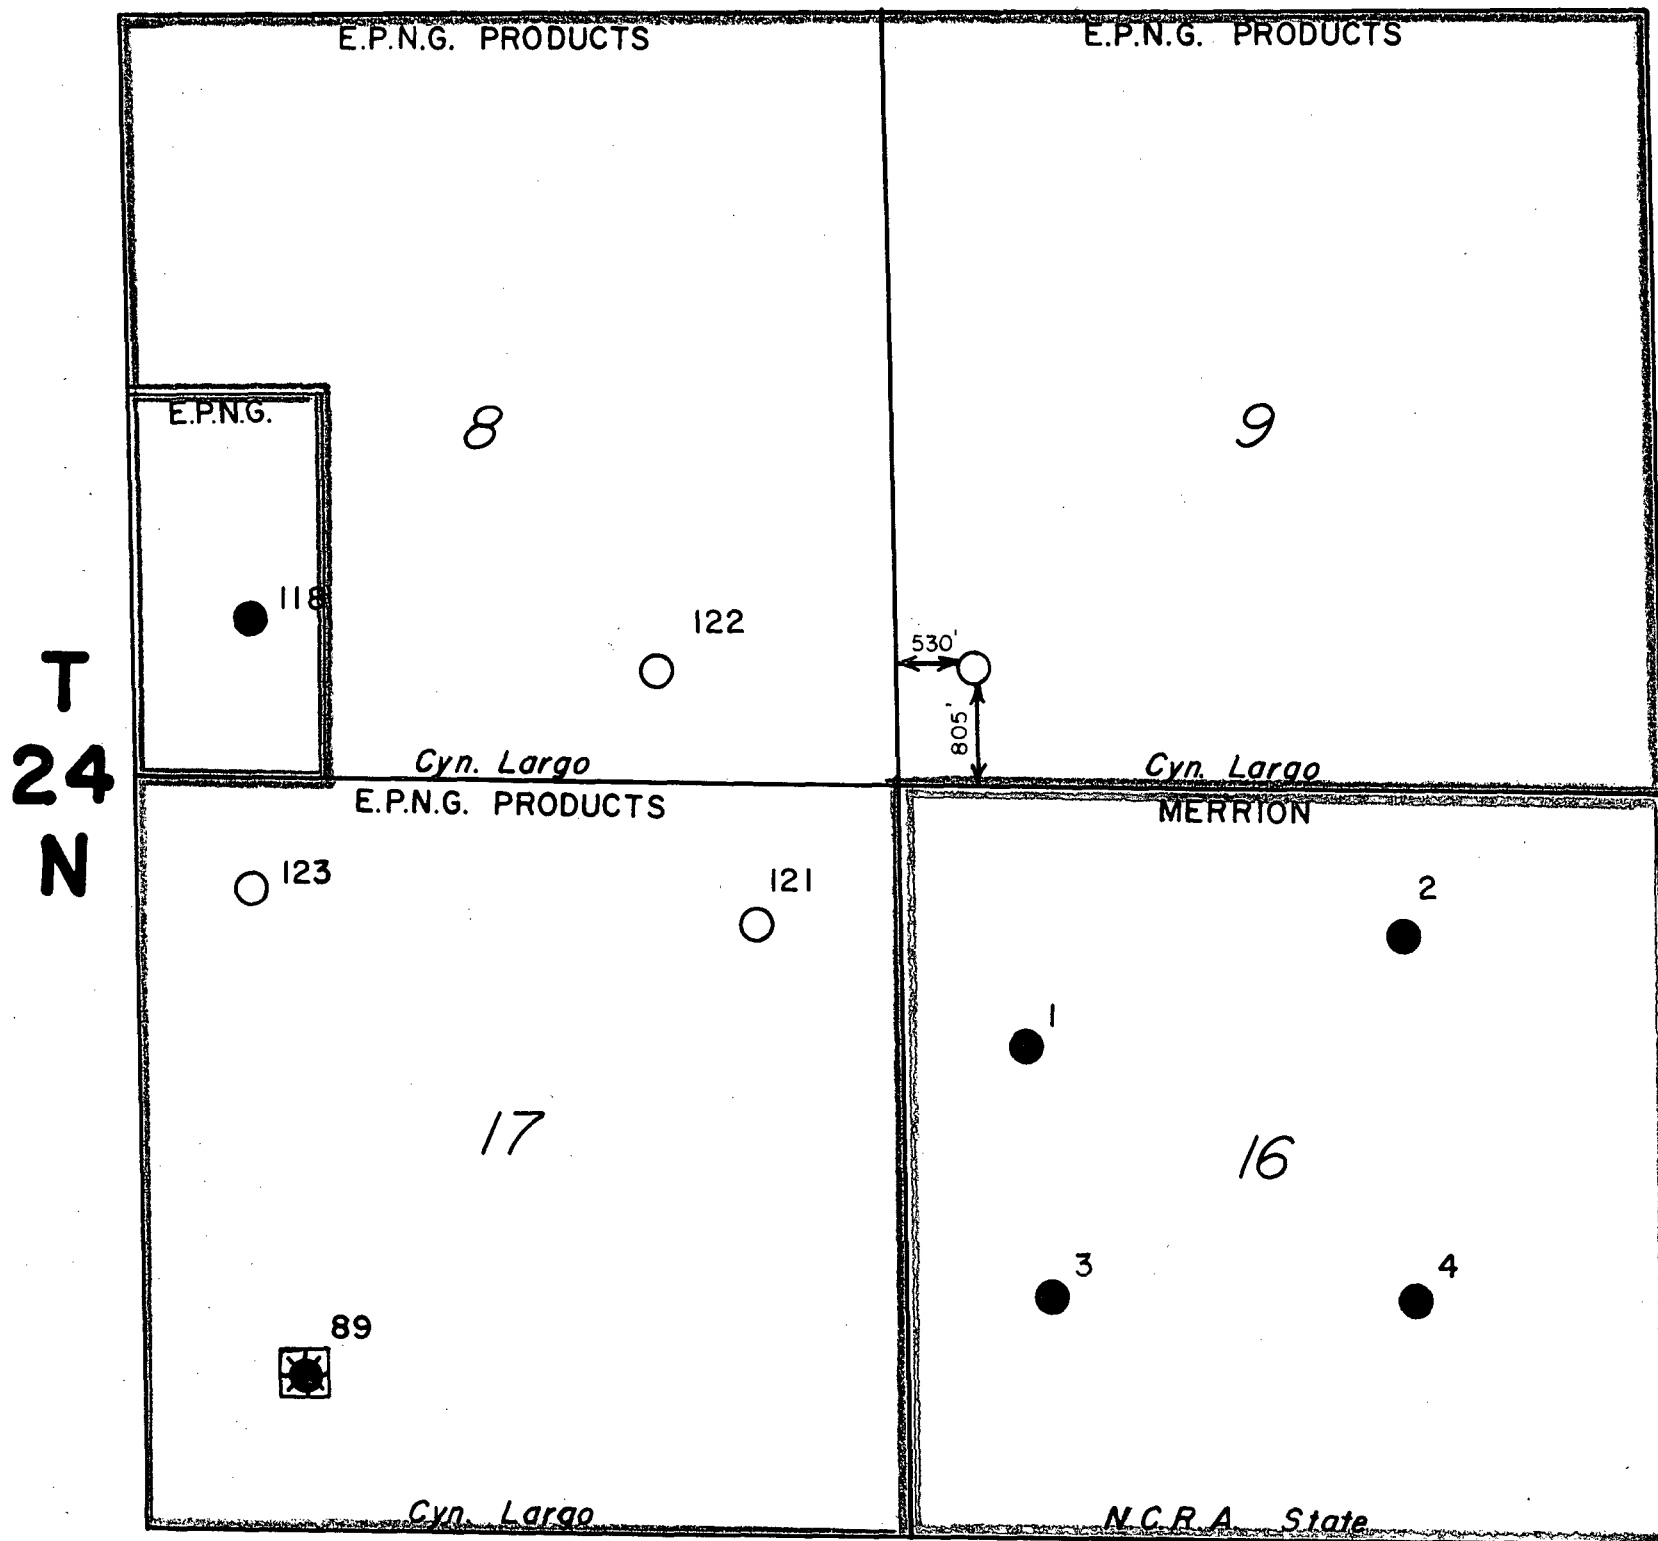 E.P.N.G. PRODUCTS
E.P.N.G. PRODUCTS
E.P.N.G.
8
9
118
122
530'
805'
T
24
N
Cyn. Largo
Cyn. Largo
E.P.N.G. PRODUCTS
MERRION
123
121
2
1
17
16
3
4
89
Cyn. Largo
N.C.R.A. State